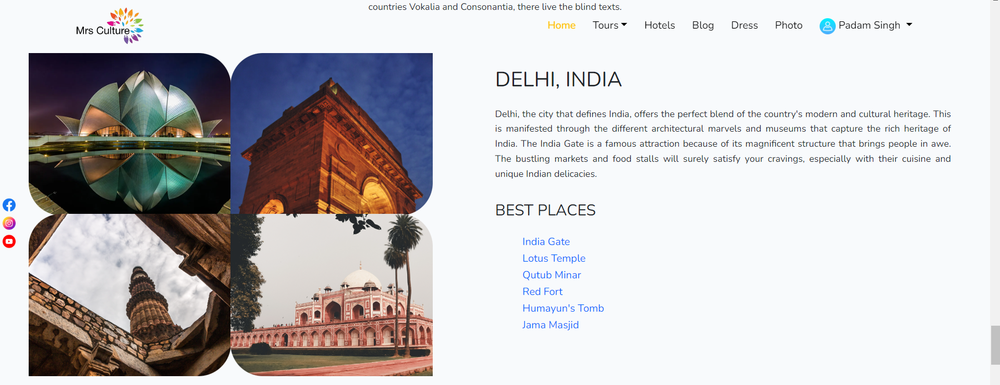 countries Vokalia and Consonantia, there live the blind texts.
Mrs Culture
Home Tours Hotels Blog Dress Photo Padam Singh
DELHI, INDIA
Delhi, the city that defines India, offers the perfect blend of the country's modern and cultural heritage. This
is manifested through the different architectural marvels and museums that capture the rich heritage of
India. The India Gate is a famous attraction because of its magnificent structure that brings people in awe.
The bustling markets and food stalls will surely satisfy your cravings, especially with their cuisine and
unique Indian delicacies.
BEST PLACES
India Gate
Lotus Temple
Qutub Minar
Red Fort
Humayun's Tomb
Jama Masjid